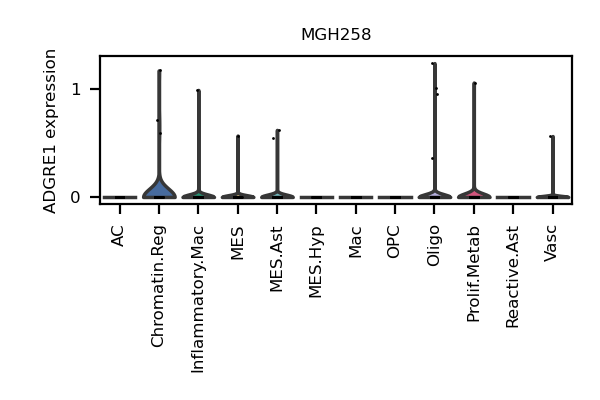 MGH258
ADGRE1 expression
1
0
AC
Chromatin.Reg
Inflammatory.Mac
MES
MES.Ast
MES.Hyp
Mac
OPC
Oligo
Prolif.Metab
Reactive.Ast
Vasc